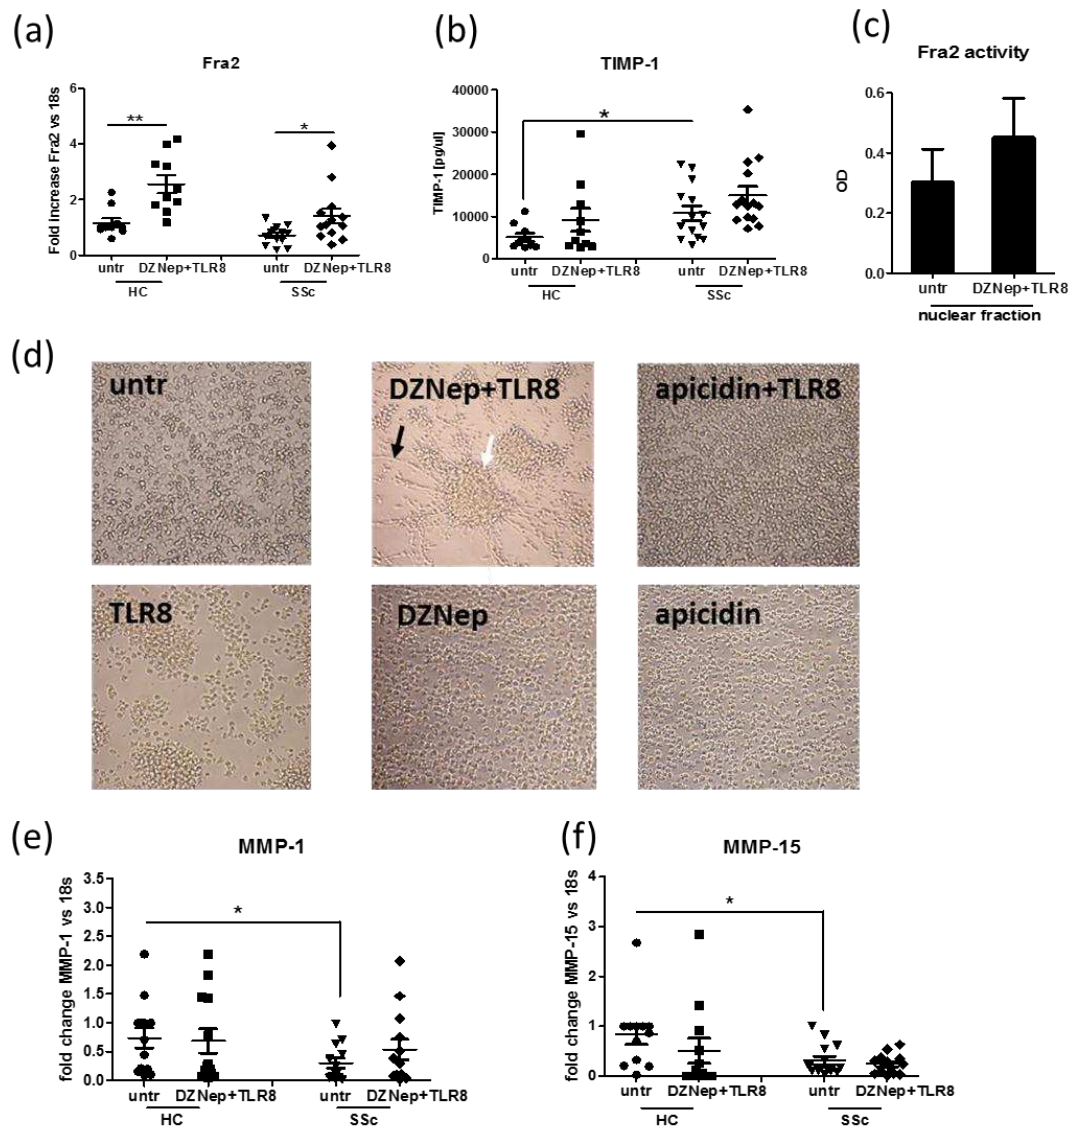 (a)
Fra2
Fold Increase Fra2 vs 18s
6
4
2
0
**
*
untr DZNep+TLR8 untr DZNep+TLR8
HC SSc
(b)
TIMP-1
TIMP-1 [pg/ul]
40000
30000
20000
10000
0
*
untr DZNep+TLR8 untr DZNep+TLR8
HC SSc
(c)
Fra2 activity
OD
0.6
0.4
0.2
0.0
untr DZNep+TLR8
nuclear fraction
(d)
untr
DZNep+TLR8
apicidin+TLR8
TLR8
DZNep
apicidin
(e)
MMP-1
fold change MMP-1 vs 18s
3.5
3.0
2.5
2.0
1.5
1.0
0.5
0.0
*
untr DZNep+TLR8 untr DZNep+TLR8
HC SSc
(f)
MMP-15
fold change MMP-15 vs 18s
4
3
2
1
0
*
untr DZNep+TLR8 untr DZNep+TLR8
HC SSc